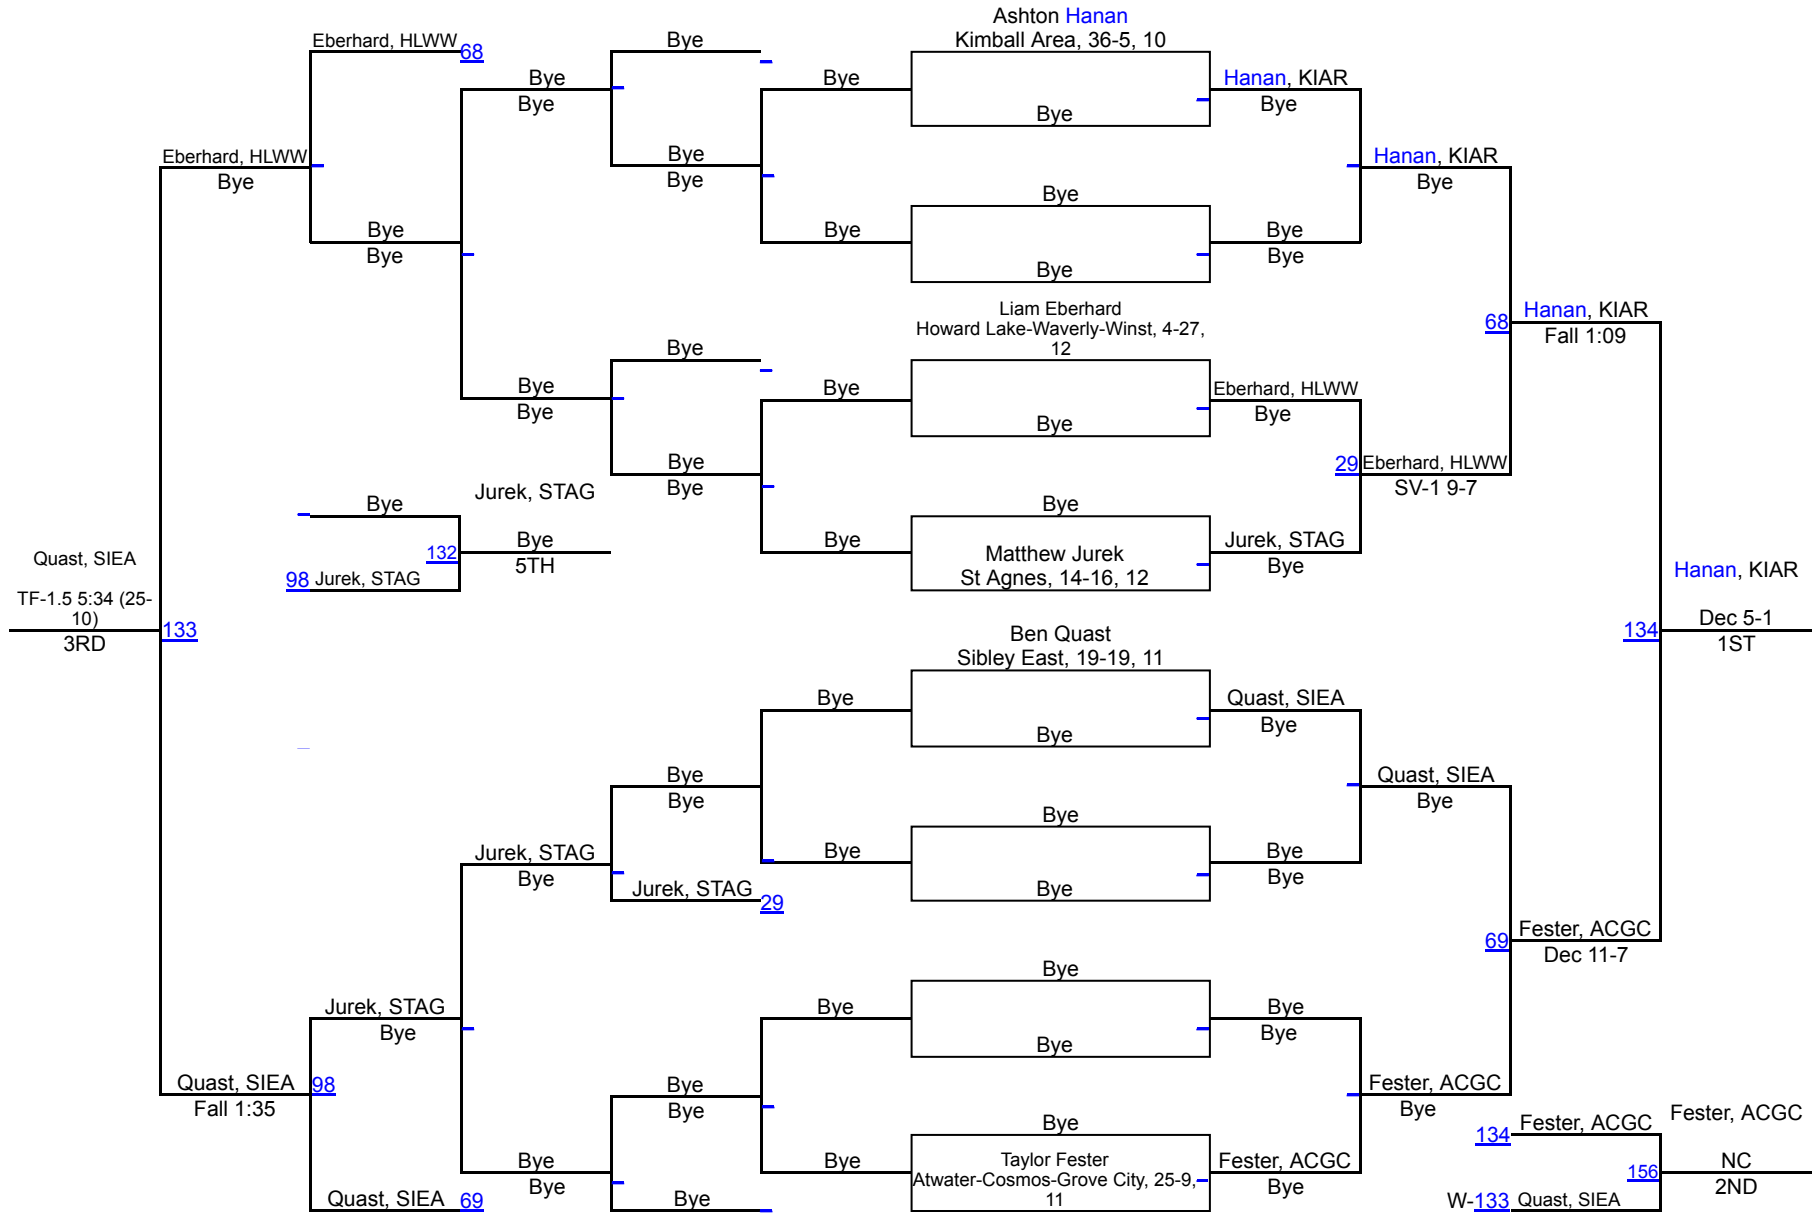 Ashton Hanan
Kimball Area, 36-5, 10
Eberhard, HLWW 68
Bye
Bye
Bye
Bye
Hanan, KIAR
Bye
Bye
Eberhard, HLWW
Bye
Bye
Bye
Hanan, KIAR
Bye
Bye
Bye
Bye
Bye
Bye
Bye
Bye
Bye
Liam Eberhard
Howard Lake-Waverly-Winst, 4-27,
12
68
Hanan, KIAR
Fall 1:09
Bye
Bye
Bye
Bye
Eberhard, HLWW
Bye
Bye
Bye
Bye
29 Eberhard, HLWW
SV-1 9-7
Bye
Jurek, STAG
Bye
132
Bye
5TH
98 Jurek, STAG
Bye
Matthew Jurek
St Agnes, 14-16, 12
Jurek, STAG
Bye
Quast, SIEA
TF-1.5 5:34 (25-
10)
3RD
133
Hanan, KIAR
134
Dec 5-1
1ST
Ben Quast
Sibley East, 19-19, 11
Bye
Bye
Quast, SIEA
Bye
Bye
Bye
Quast, SIEA
Bye
Jurek, STAG
Bye
Jurek, STAG
29
Bye
Bye
Bye
Bye
Bye
69
Fester, ACGC
Dec 11-7
Jurek, STAG
Bye
Bye
Bye
Bye
Bye
Bye
Quast, SIEA 98
Fall 1:35
Bye
Bye
Fester, ACGC
Bye
Bye
Bye
Bye
Bye
Taylor Fester
Atwater-Cosmos-Grove City, 25-9,
11
Fester, ACGC
Bye
Quast, SIEA 69
Bye
134
Fester, ACGC
Fester, ACGC
156
NC
2ND
W-133 Quast, SIEA